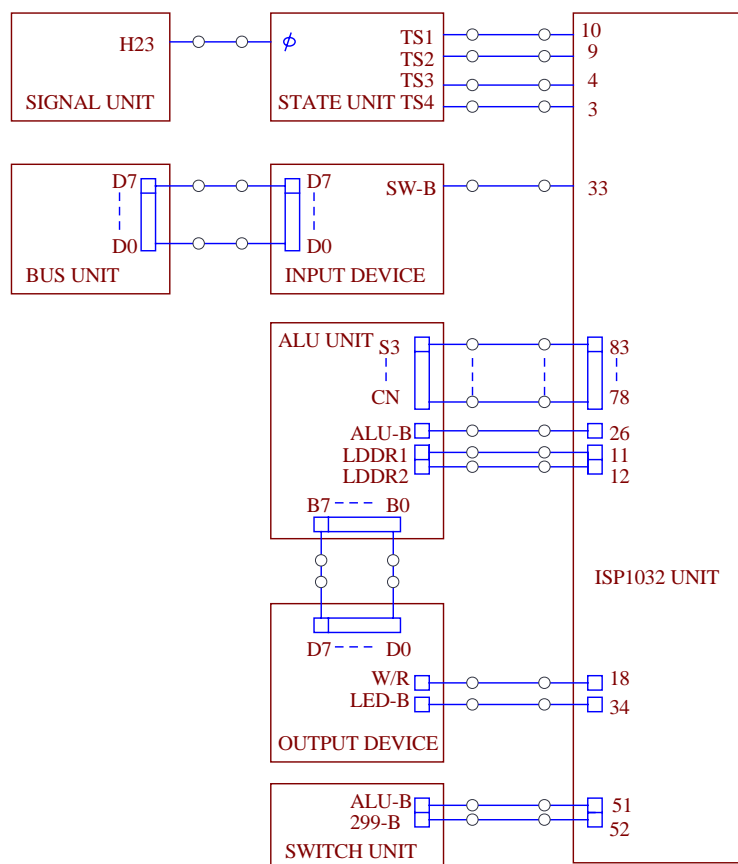 H23
SIGNAL UNIT
ϕ
TS1
TS2
TS3
STATE UNIT TS4
10
9
4
3
D7
D0
BUS UNIT
D7
D0
SW-B
INPUT DEVICE
33
ALU UNIT
S3
CN
ALU-B
LDDR1
LDDR2
B7 B0
83
78
26
11
12
ISP1032 UNIT
D7 D0
W/R
LED-B
OUTPUT DEVICE
18
34
ALU-B
299-B
SWITCH UNIT
51
52